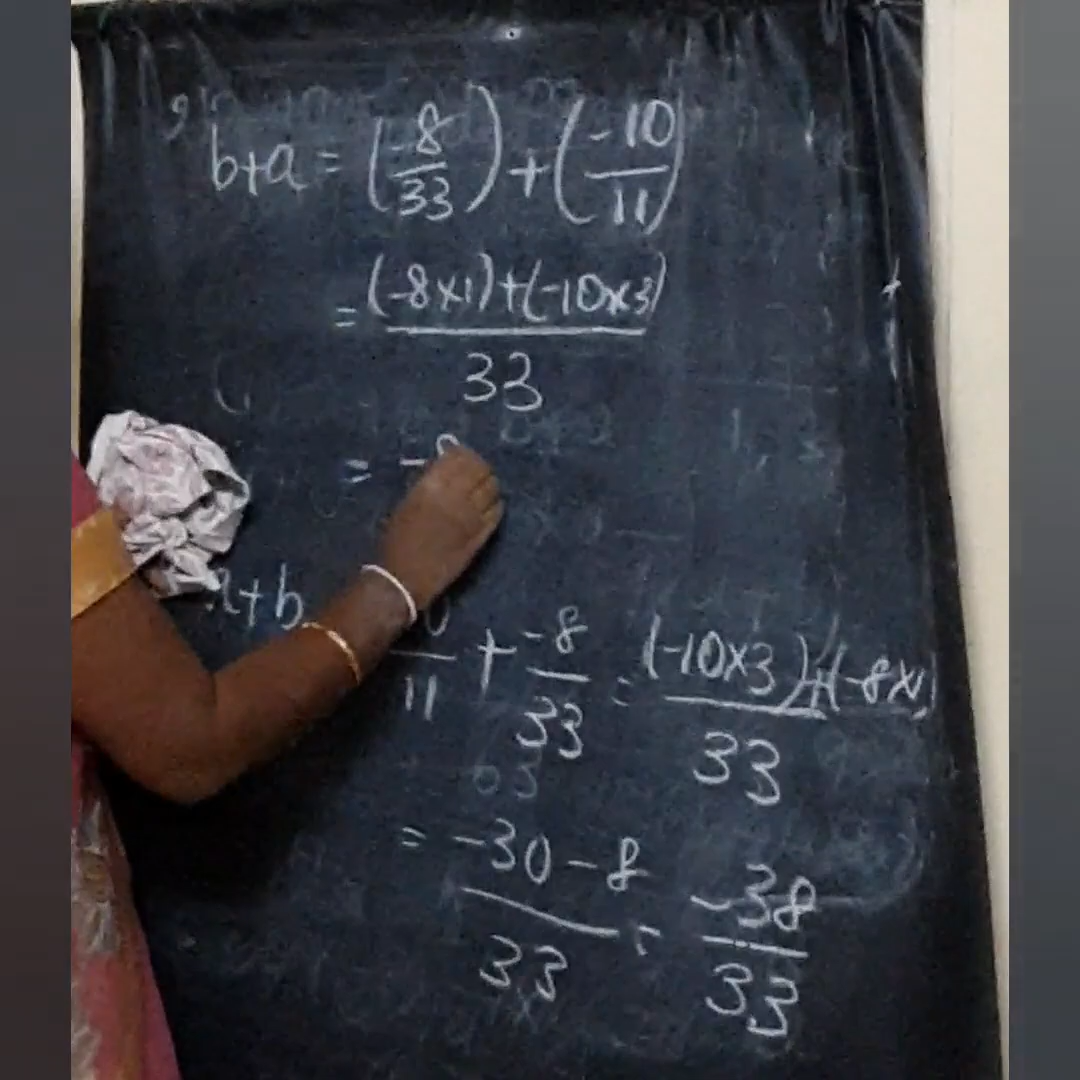 b+a = (-8/33) + (-10/11)
= (-8×1)+(-10×3)/33
= -8
a+b
/11 + -8/33 = (-10×3)+(-8×1)/33
= -30-8/33 = -38/33